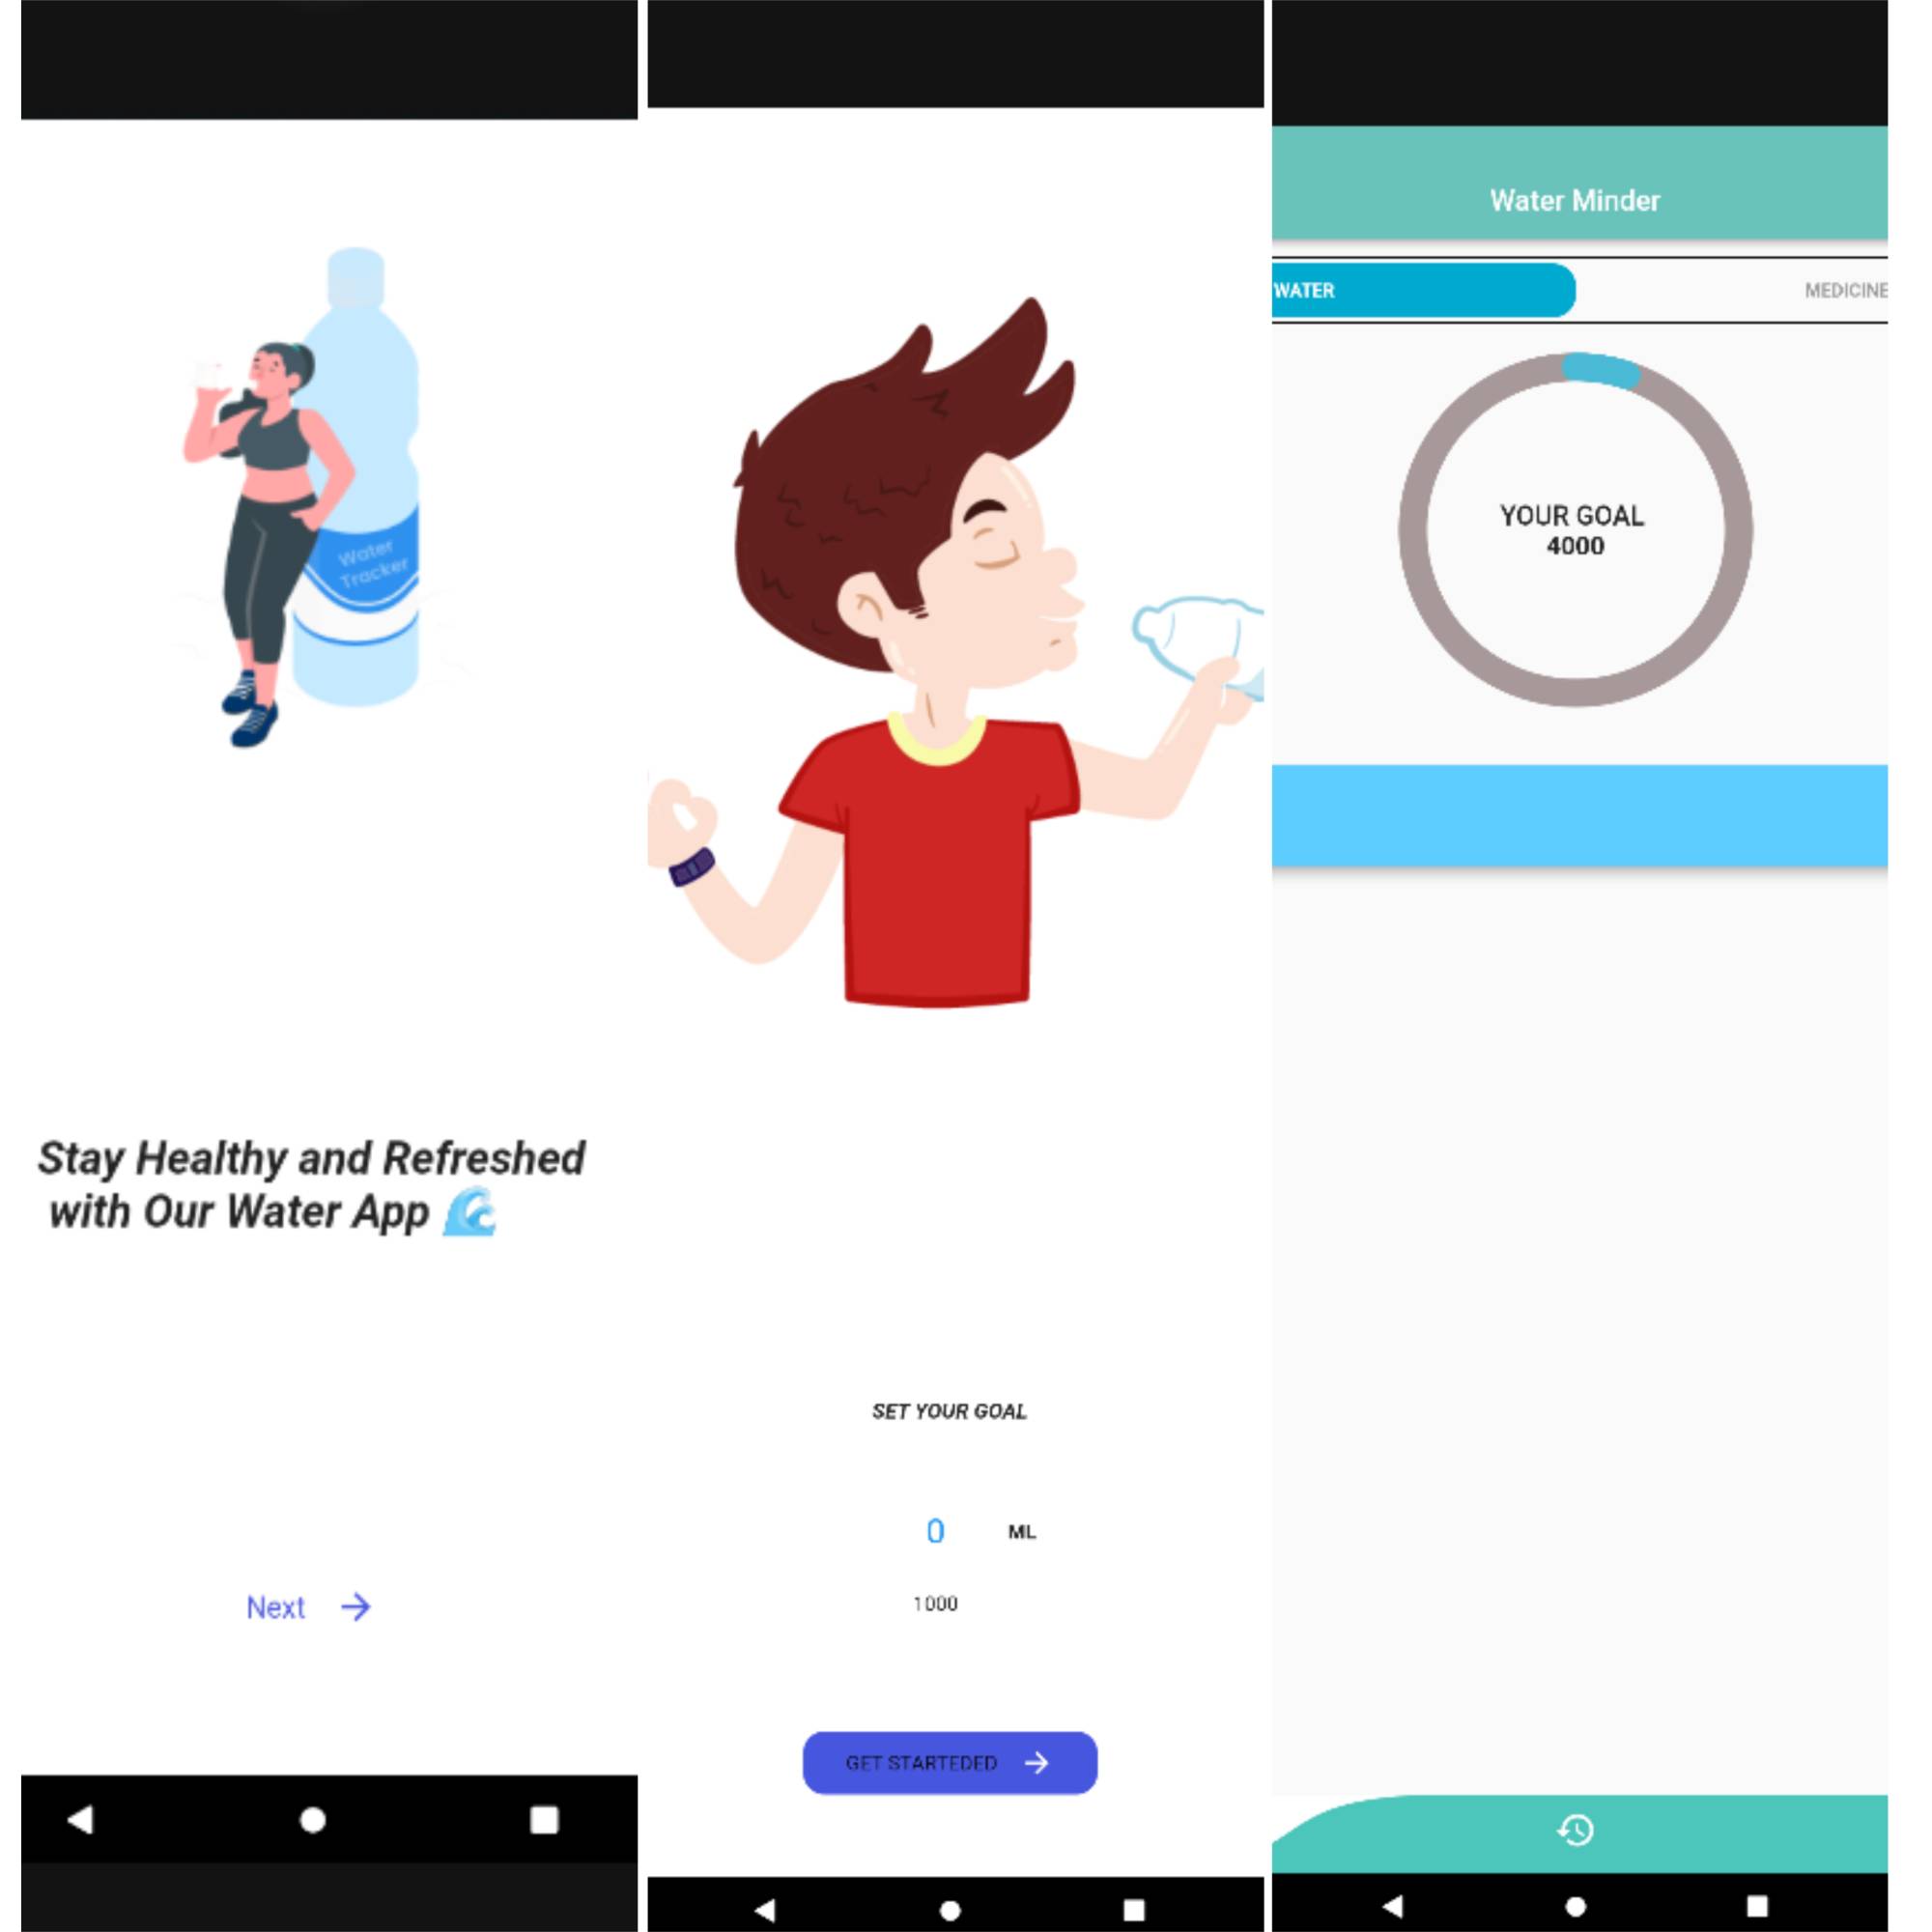 Water
Tracker
Stay Healthy and Refreshed
with Our Water App 🌊
Next →
SET YOUR GOAL
0 ML
1000
GET STARTEDED →
Water Minder
WATER MEDICINE
YOUR GOAL
4000